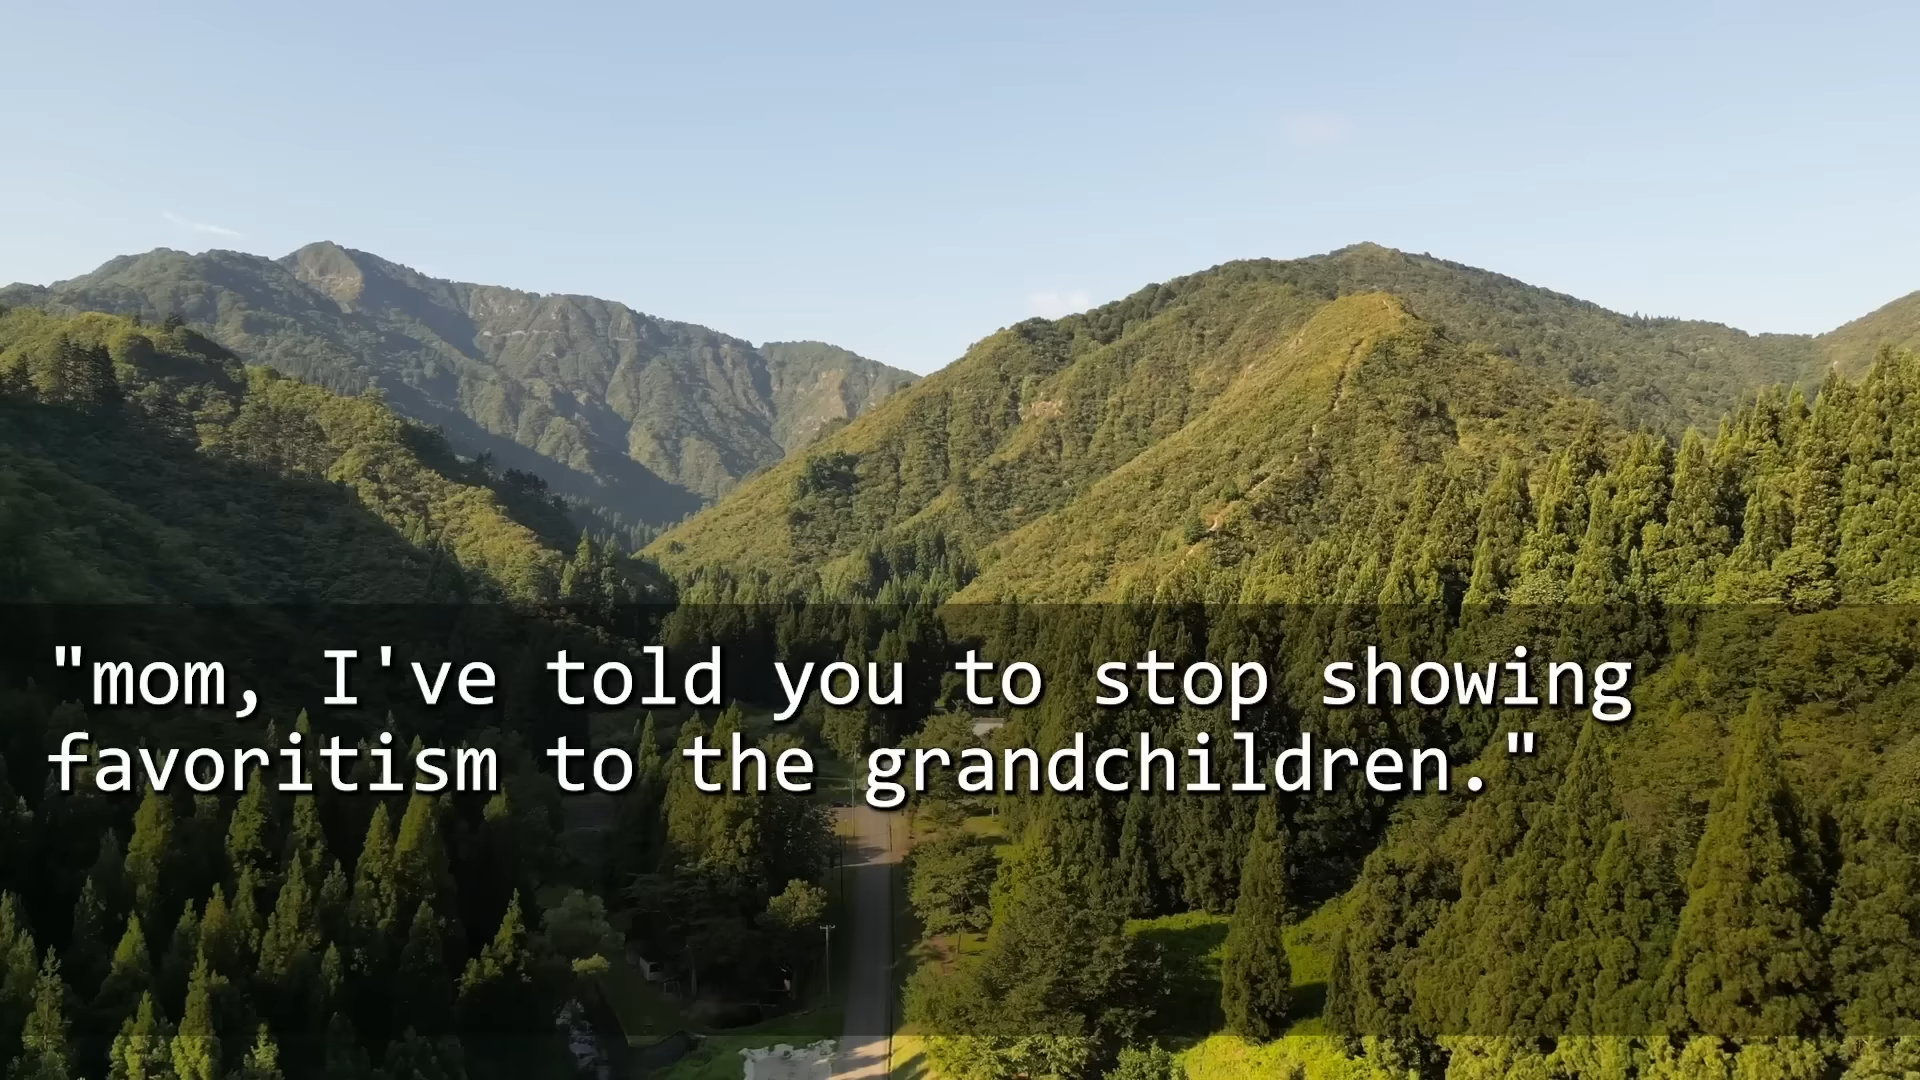 "mom, I've told you to stop showing
favoritism to the grandchildren."